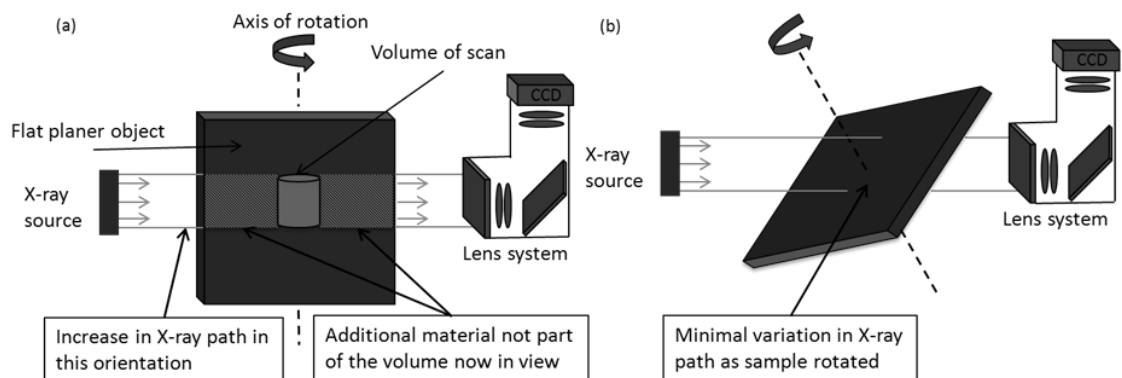 (a)
Axis of rotation
Volume of scan
CCD
Flat planer object
X-ray
source
Lens system
Increase in X-ray path in
this orientation
Additional material not part
of the volume now in view
(b)
CCD
X-ray
source
Lens system
Minimal variation in X-ray
path as sample rotated